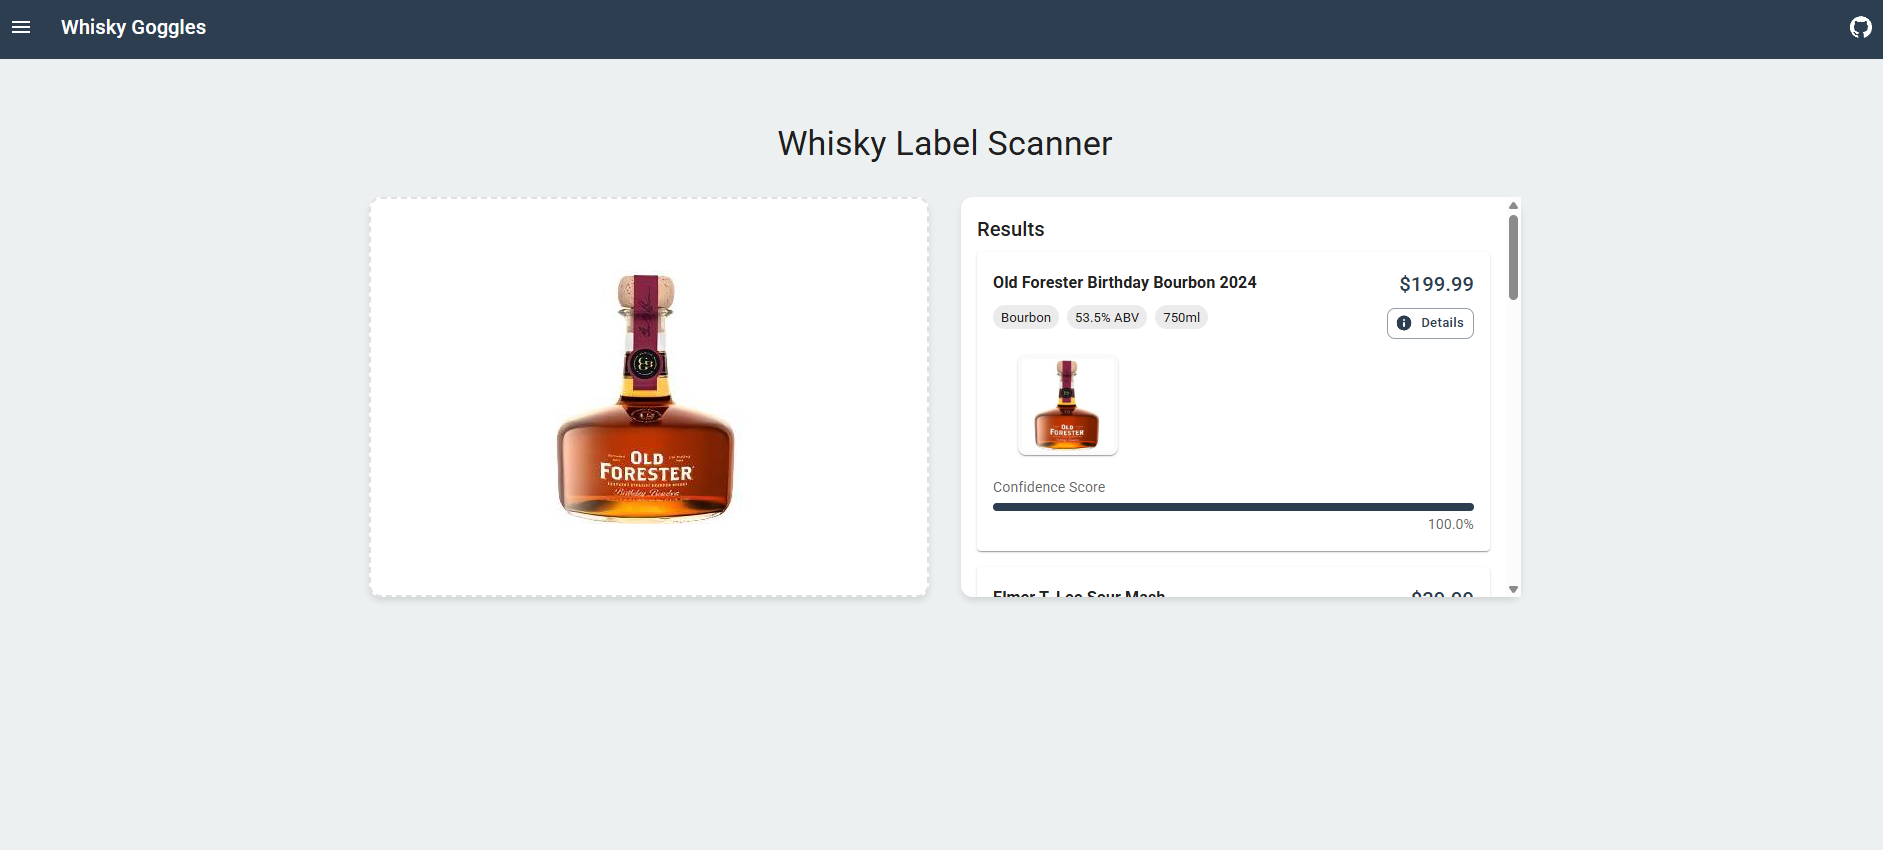 Whisky Goggles
Whisky Label Scanner
OLD
FORESTER
Birthday Bourbon
Results
Old Forester Birthday Bourbon 2024
$199.99
Bourbon
53.5% ABV
750ml
Details
OLD
FORESTER
Confidence Score
100.0%
Elmer T. Lee Sour Mash